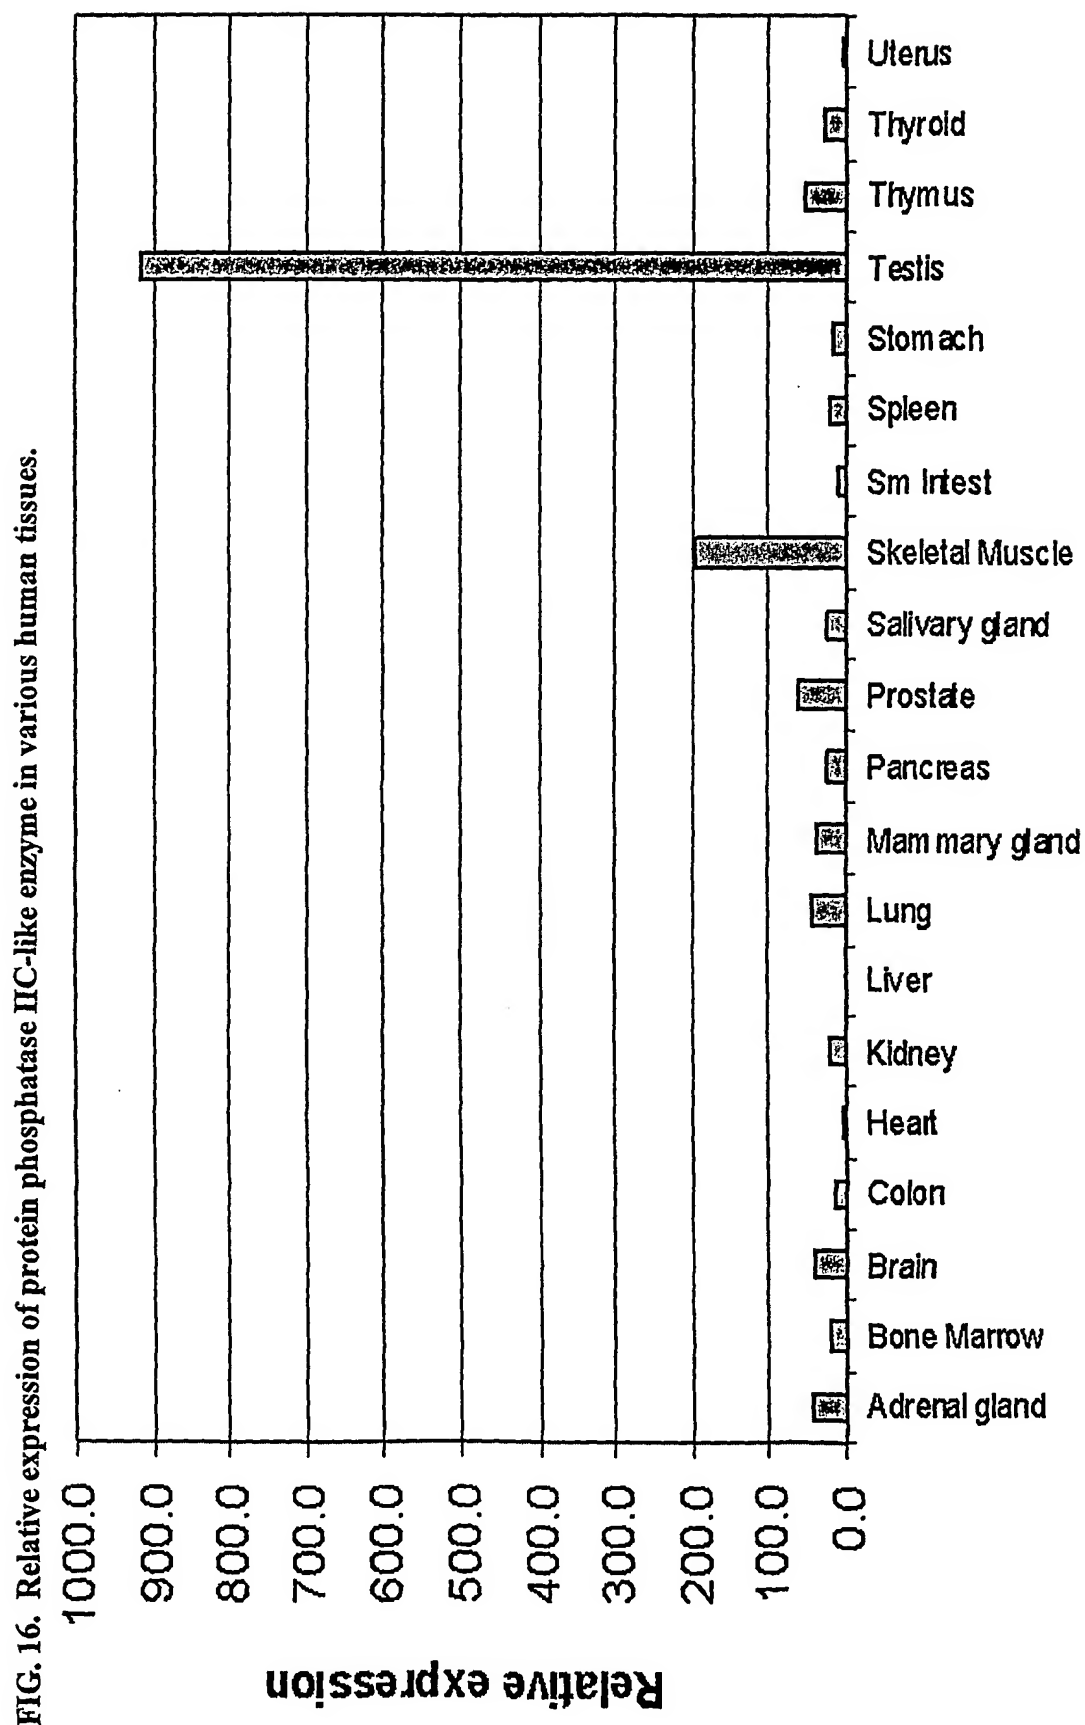 FIG. 16. Relative expression of protein phosphatase IIC-like enzyme in various human tissues.
Relative expression
1000.0
900.0
800.0
700.0
600.0
500.0
400.0
300.0
200.0
100.0
0.0
Adrenal gland
Bone Marrow
Brain
Colon
Heart
Kidney
Liver
Lung
Mammary gland
Pancreas
Prostate
Salivary gland
Skeletal Muscle
Sm Intest
Spleen
Stomach
Testis
Thymus
Thyroid
Uterus